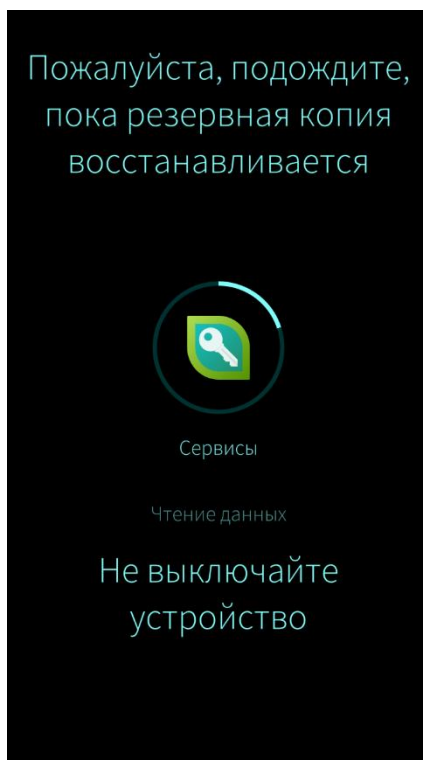 Пожалуйста, подождите,
пока резервная копия
восстанавливается
Сервисы
Чтение данных
Не выключайте
устройство